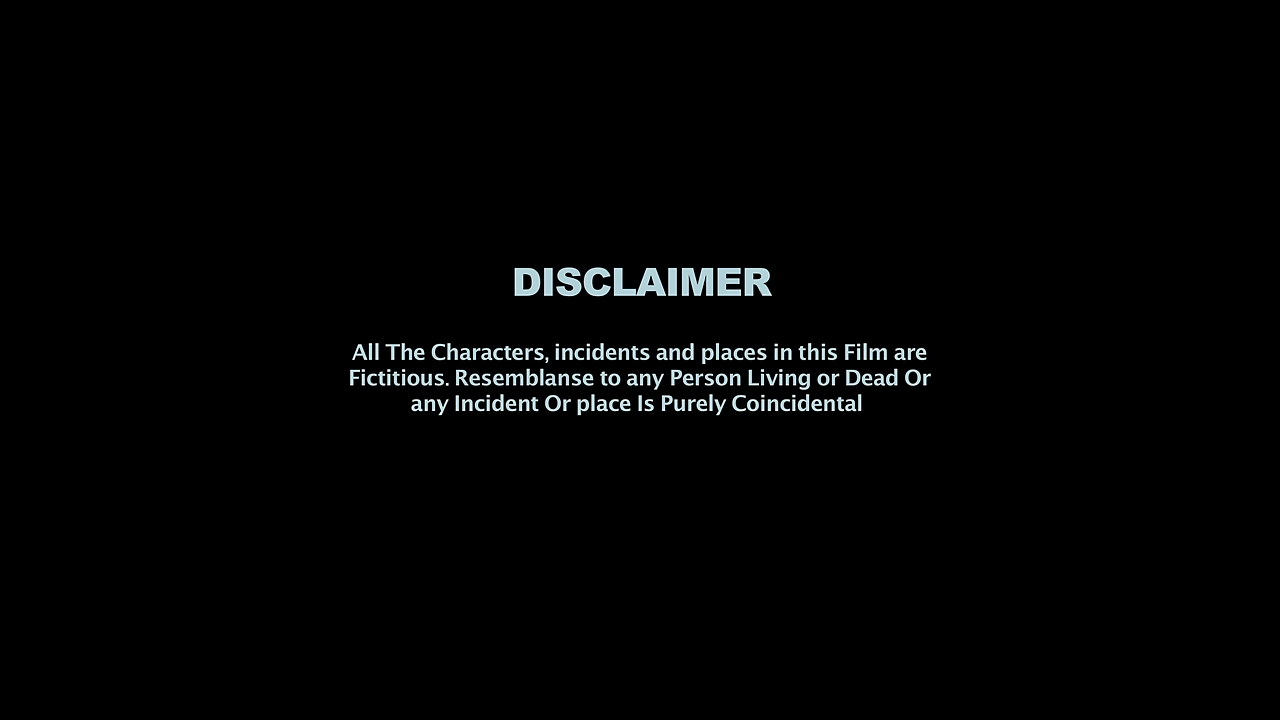 DISCLAIMER
All The Characters, incidents and places in this Film are
Fictitious. Resemblanse to any Person Living or Dead Or
any Incident Or place Is Purely Coincidental